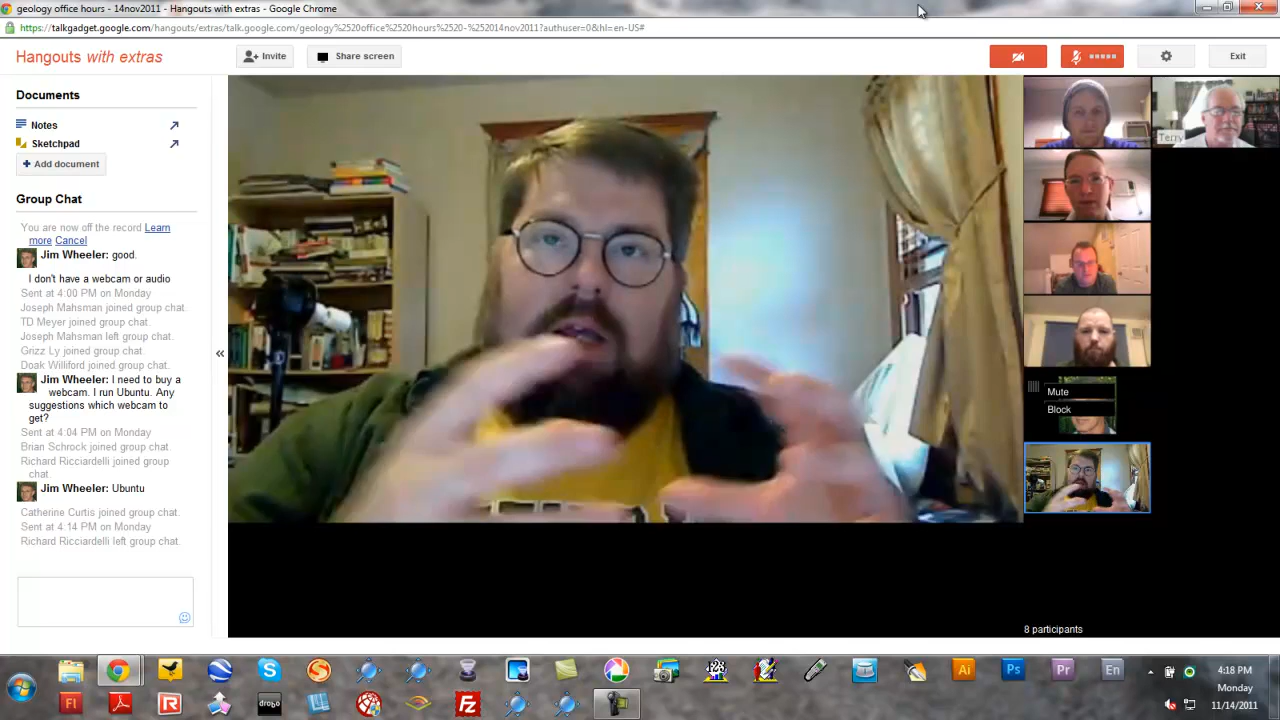 geology office hours - 14nov2011 - Hangouts with extras - Google Chrome
https://talkgadget.google.com/hangouts/extras/talk.google.com/geology%2520office%2520hours%2520-%252014nov2011?authuser=0&hl=en-US#
Hangouts with extras
Invite
Share screen
Exit
Documents
Notes
Sketchpad
+ Add document
Group Chat
You are now off the record Learn
more Cancel
Jim Wheeler: good.
I don't have a webcam or audio
Sent at 4:00 PM on Monday
Joseph Mahsman joined group chat.
TD Meyer joined group chat.
Joseph Mahsman left group chat.
Grizz Ly joined group chat.
Doak Williford joined group chat.
Jim Wheeler: I need to buy a
webcam. I run Ubuntu. Any
suggestions which webcam to
get?
Sent at 4:04 PM on Monday
Brian Schrock joined group chat.
Richard Ricciardelli joined group
chat.
Jim Wheeler: Ubuntu
Catherine Curtis joined group chat.
Sent at 4:14 PM on Monday
Richard Ricciardelli left group chat.
Terry
Mute
Block
8 participants
Ai
Ps
Pr
En
4:18 PM
Monday
11/14/2011
Fl
R
drobo
Fz